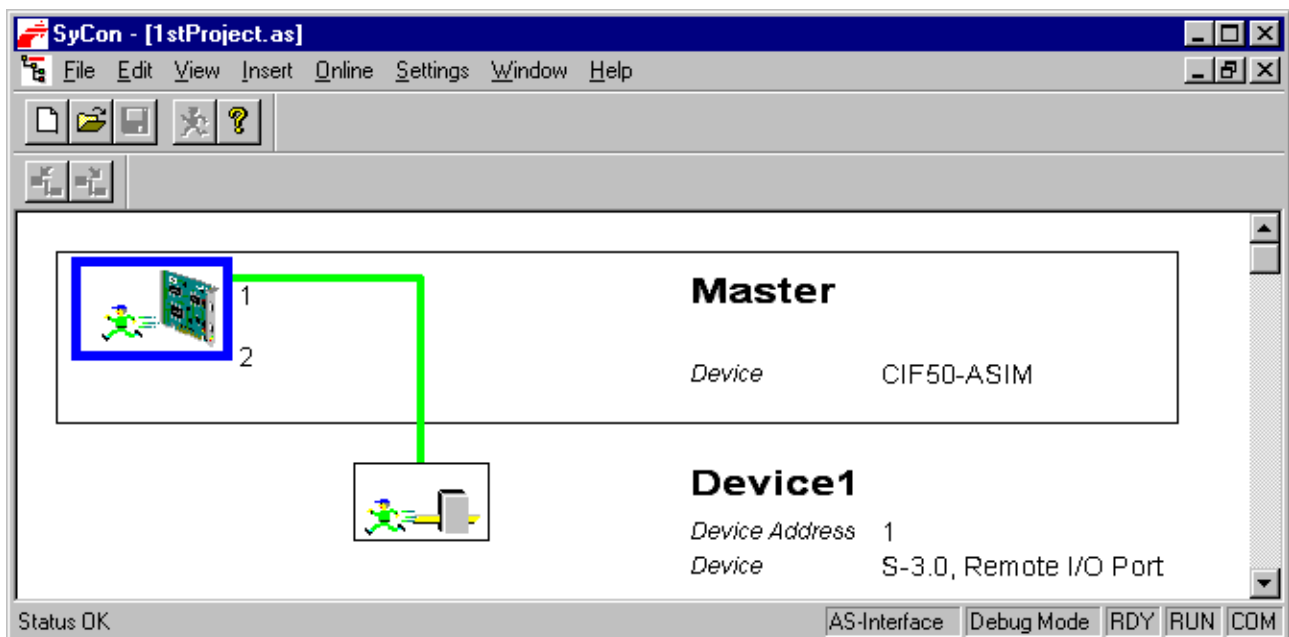 SyCon - [1stProject.as]
File Edit View Insert Online Settings Window Help
1
2
Master
Device CIF50-ASIM
Device1
Device Address 1
Device S-3.0, Remote I/O Port
Status OK AS-Interface Debug Mode RDY RUN COM